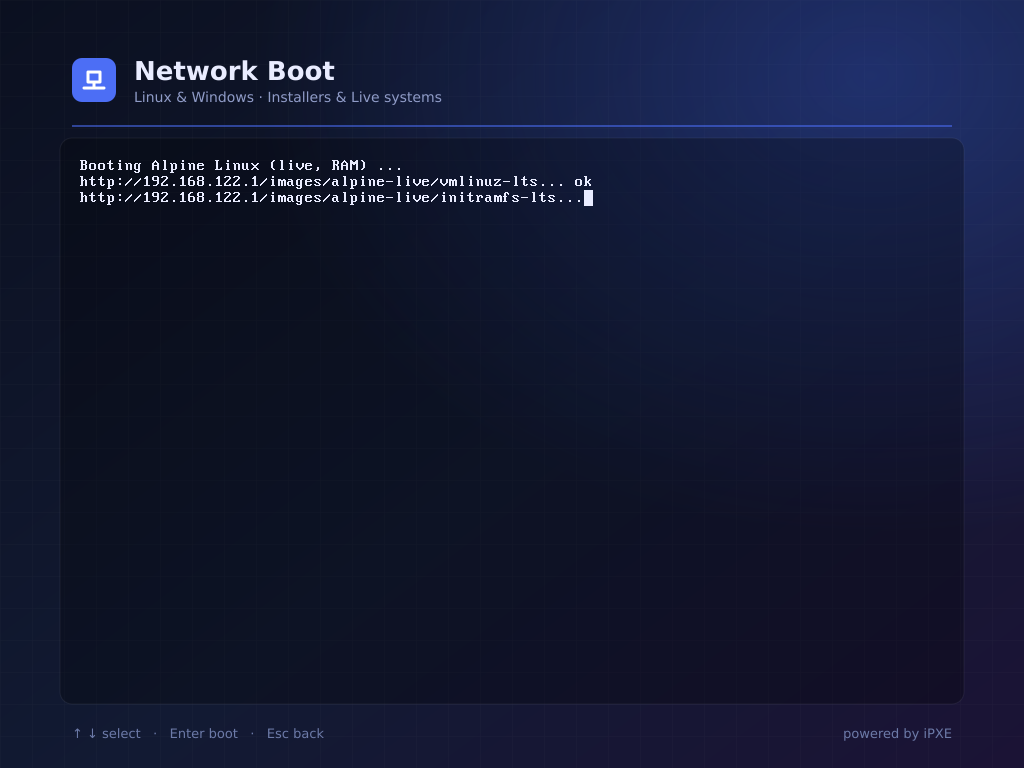 Network Boot
Linux & Windows · Installers & Live systems
Booting Alpine Linux (live, RAM) ...
http://192.168.122.1/images/alpine-live/vmlinuz-lts... ok
http://192.168.122.1/images/alpine-live/initramfs-lts...
↑ ↓ select · Enter boot · Esc back
powered by iPXE